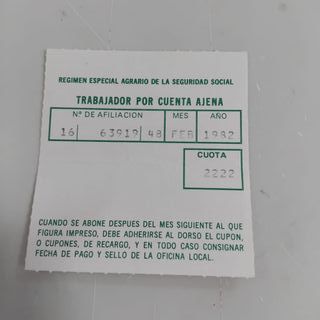 REGIMEN ESPECIAL AGRARIO DE LA SEGURIDAD SOCIAL
TRABAJADOR POR CUENTA AJENA
Nº DE AFILIACION MES AÑO
16 63919 48 FEB 1982
CUOTA
2222
CUANDO SE ABONE DESPUES DEL MES SIGUIENTE AL QUE
FIGURA IMPRESO, DEBE ADHERIRSE AL DORSO EL CUPON,
O CUPONES, DE RECARGO, Y EN TODO CASO CONSIGNAR
FECHA DE PAGO Y SELLO DE LA OFICINA LOCAL.